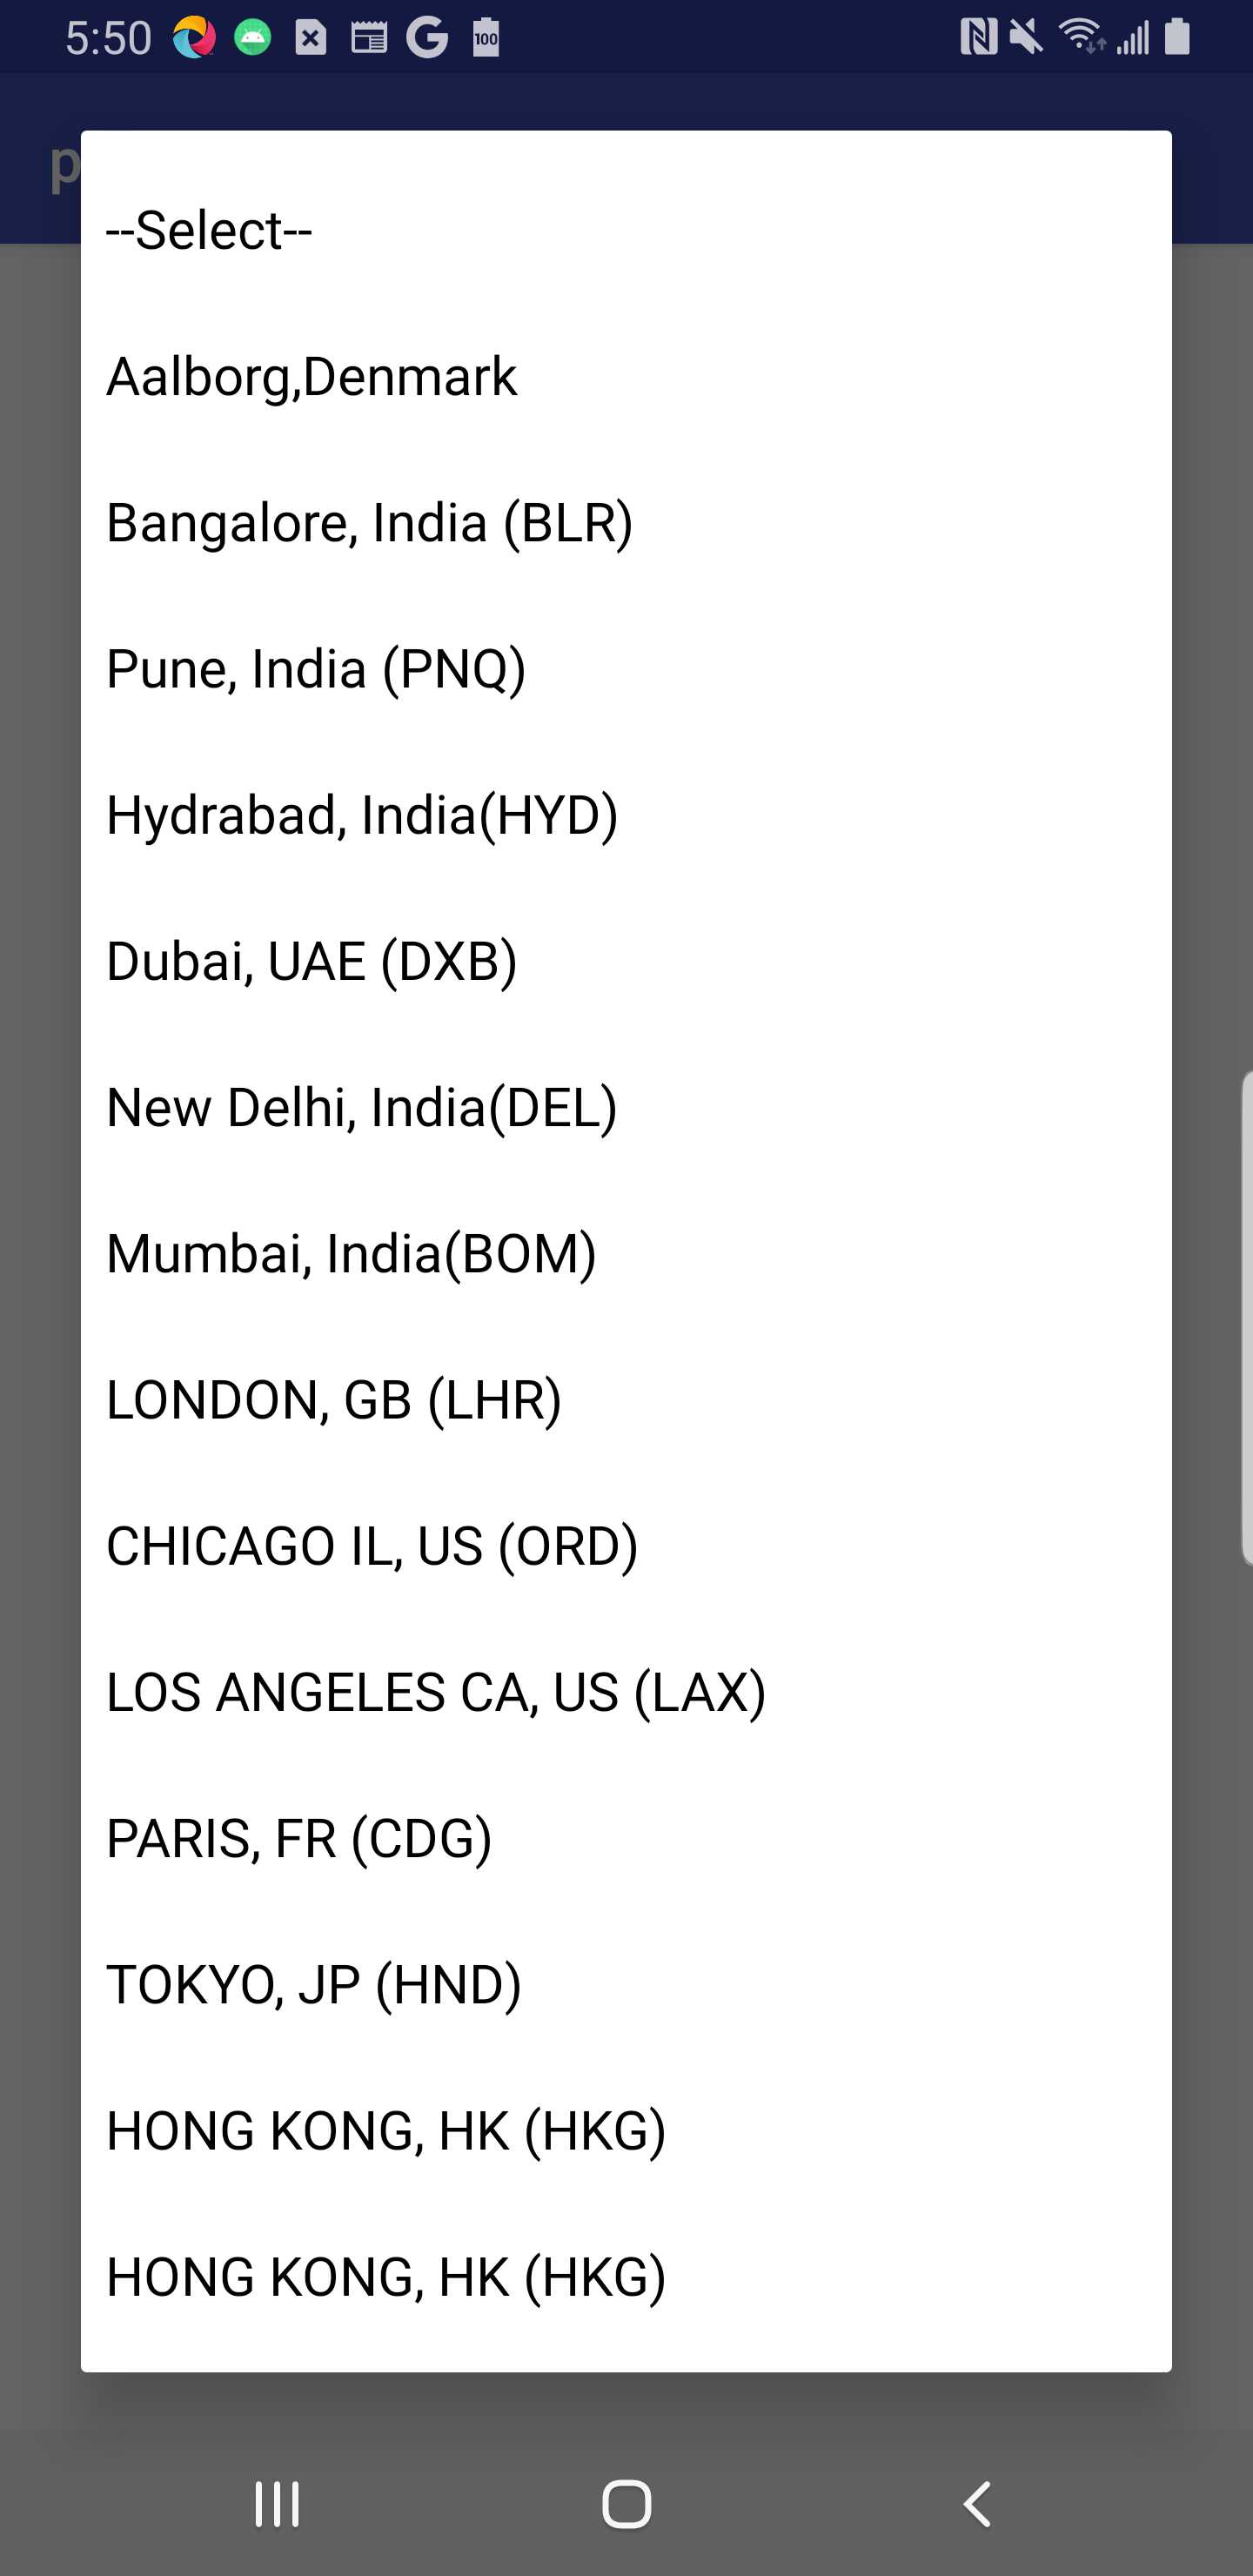 5:50
100
p
--Select--
Aalborg,Denmark
Bangalore, India (BLR)
Pune, India (PNQ)
Hydrabad, India(HYD)
Dubai, UAE (DXB)
New Delhi, India(DEL)
Mumbai, India(BOM)
LONDON, GB (LHR)
CHICAGO IL, US (ORD)
LOS ANGELES CA, US (LAX)
PARIS, FR (CDG)
TOKYO, JP (HND)
HONG KONG, HK (HKG)
HONG KONG, HK (HKG)